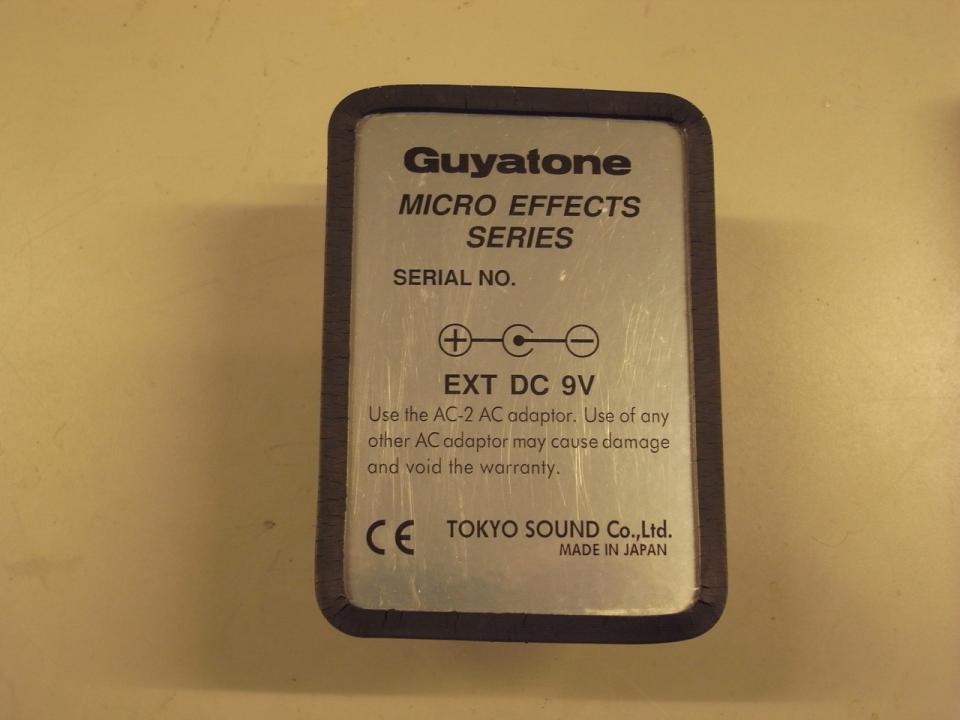 Guyatone
MICRO EFFECTS
SERIES
SERIAL NO.
EXT DC 9V
Use the AC-2 AC adaptor. Use of any
other AC adaptor may cause damage
and void the warranty.
CE TOKYO SOUND Co.,Ltd.
MADE IN JAPAN